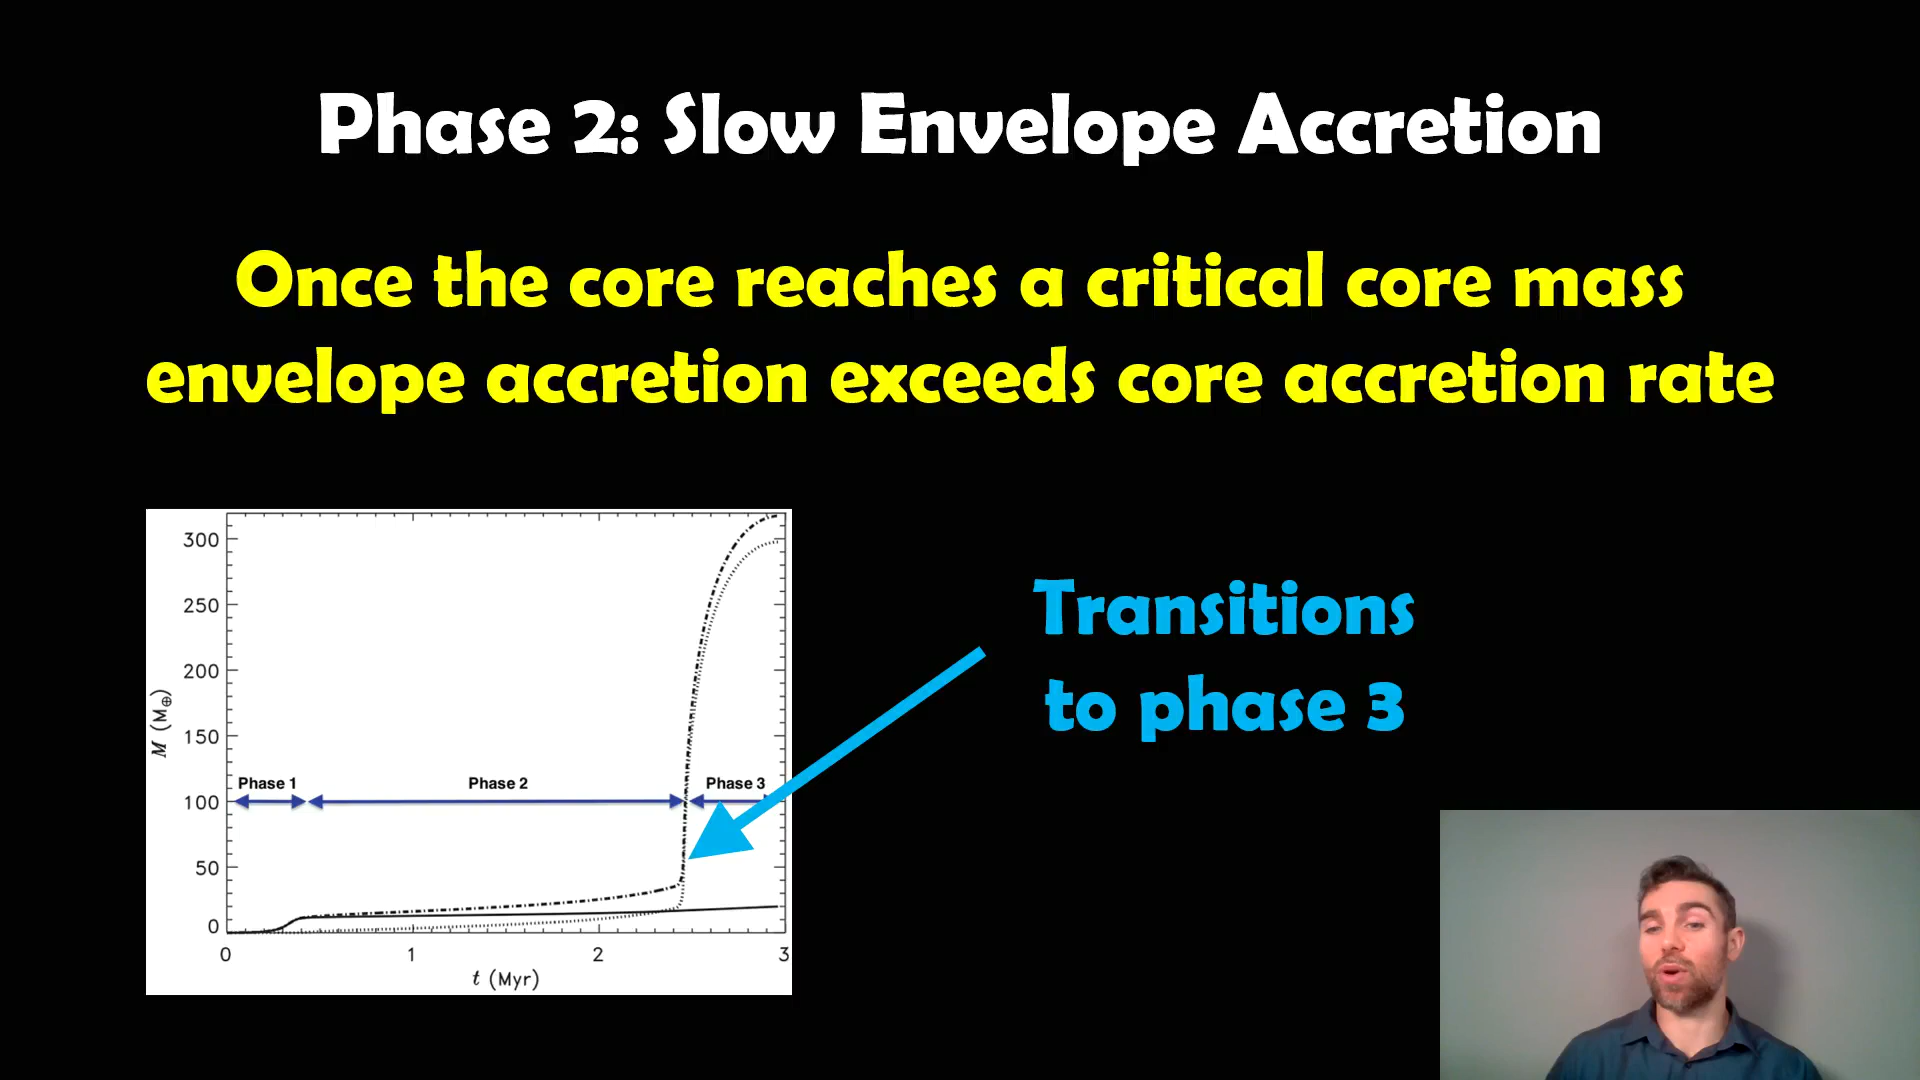 Phase 2: Slow Envelope Accretion
Once the core reaches a critical core mass
envelope accretion exceeds core accretion rate
Transitions
to phase 3
300
250
200
150
100
50
0
M (M⊕)
Phase 1
Phase 2
Phase 3
0 1 2 3
t (Myr)